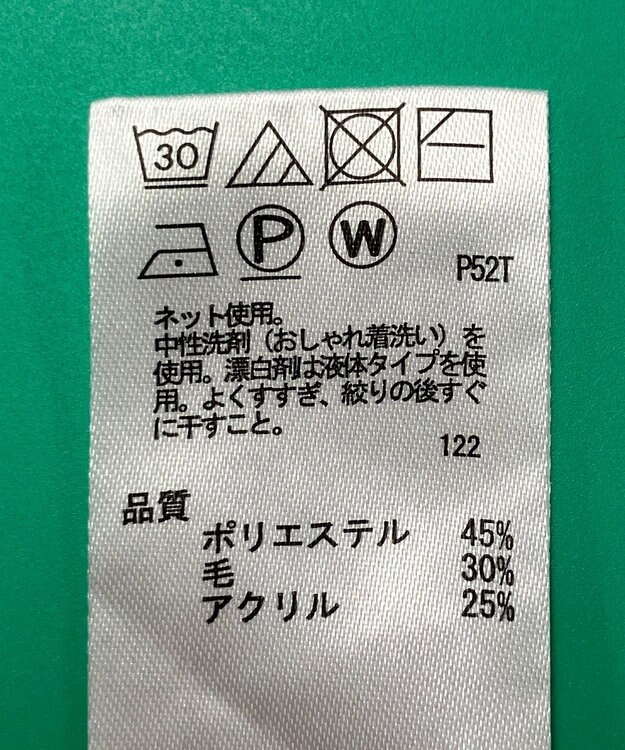 30
P W P52T
ネット使用。
中性洗剤（おしゃれ着洗い）を
使用。漂白剤は液体タイプを使
用。よくすすぎ、絞りの後すぐ
に干すこと。
122
品質
ポリエステル 45%
毛 30%
アクリル 25%